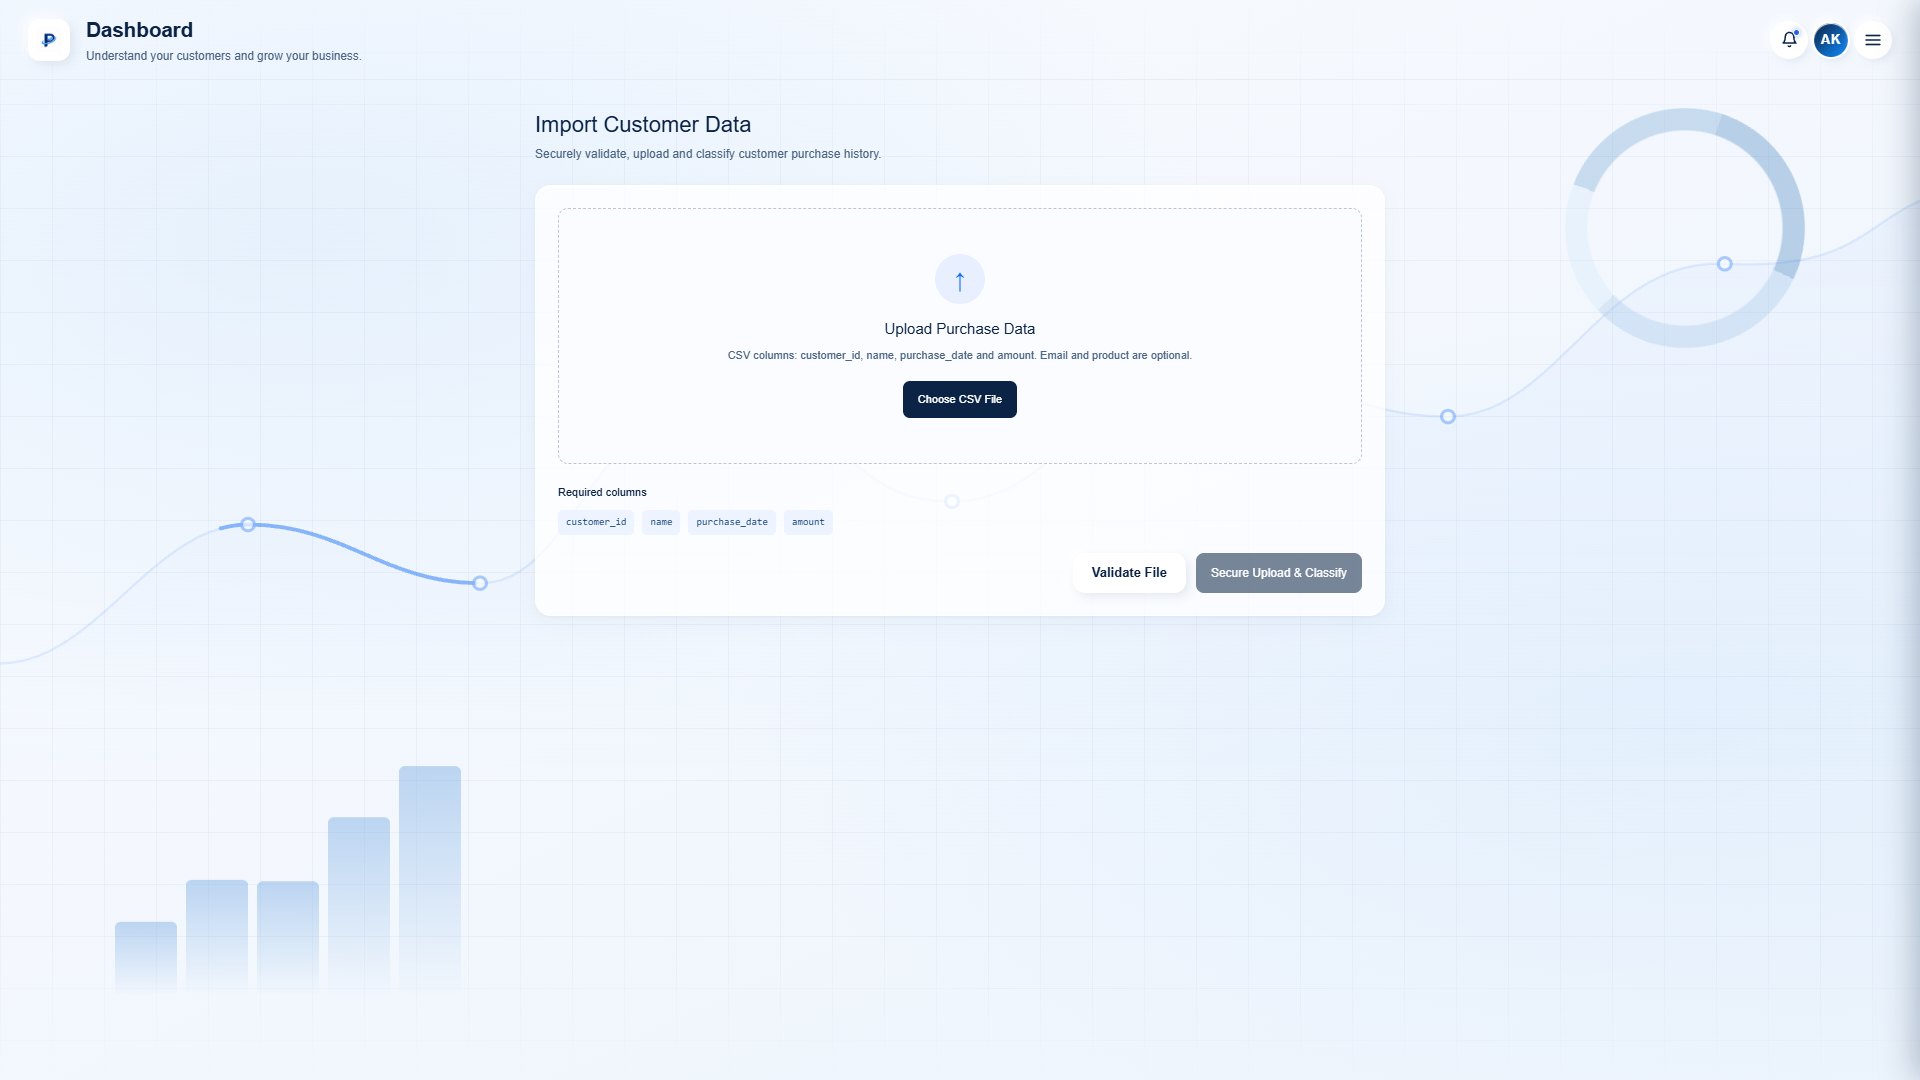 P
Dashboard
Understand your customers and grow your business.
AK
Import Customer Data
Securely validate, upload and classify customer purchase history.
↑
Upload Purchase Data
CSV columns: customer_id, name, purchase_date and amount. Email and product are optional.
Choose CSV File
Required columns
customer_id name purchase_date amount
Validate File Secure Upload & Classify